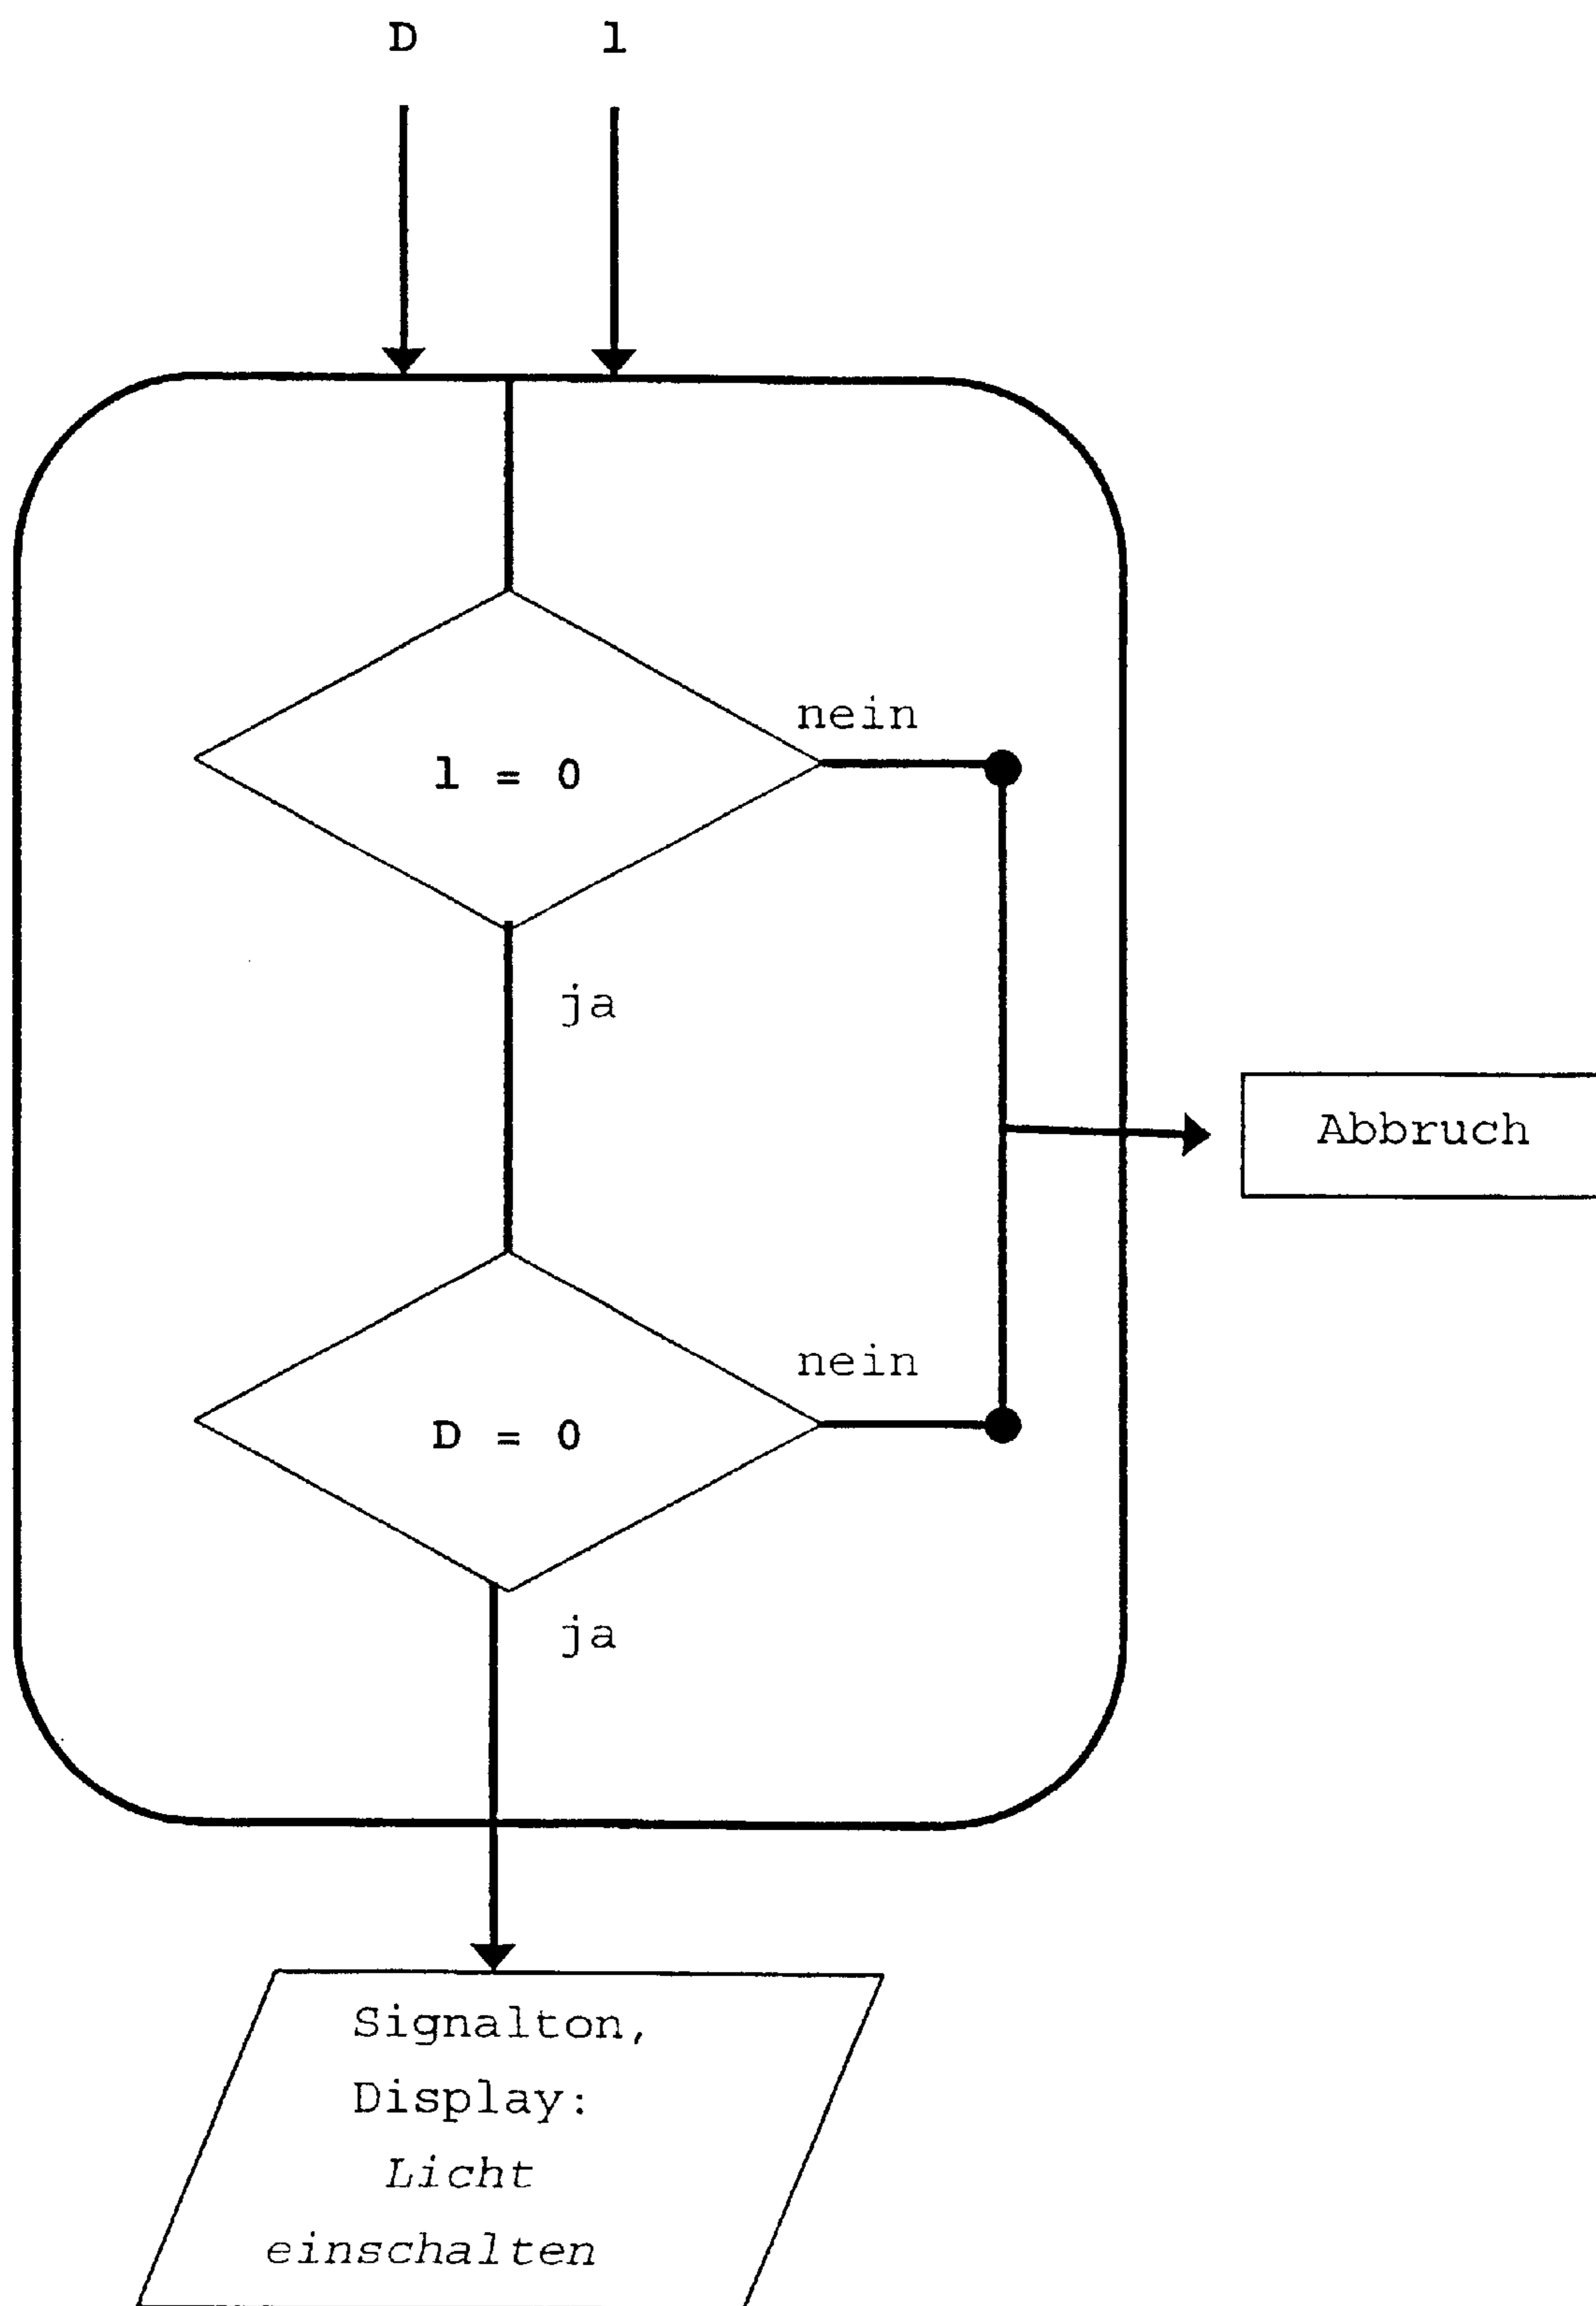 D l
nein
l = 0
ja
Abbruch
nein
D = 0
ja
Signalton,
Display:
Licht
einschalten